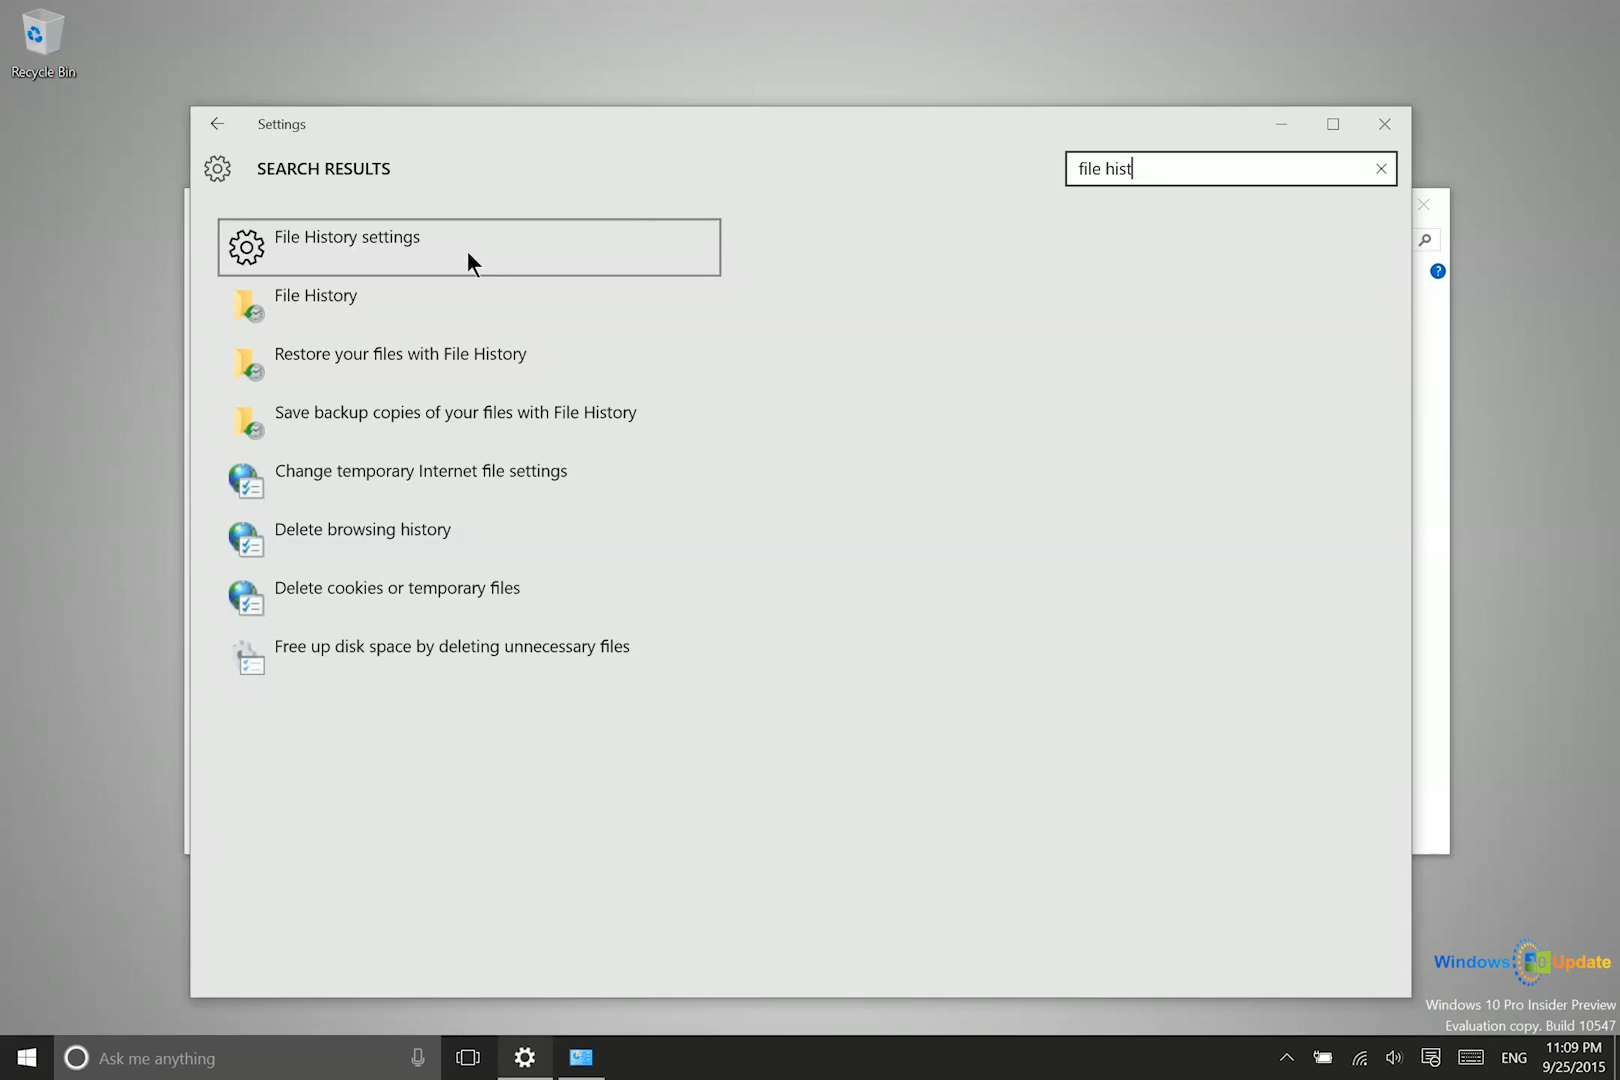 Recycle Bin
Settings
SEARCH RESULTS
file hist
File History settings
File History
Restore your files with File History
Save backup copies of your files with File History
Change temporary Internet file settings
Delete browsing history
Delete cookies or temporary files
Free up disk space by deleting unnecessary files
Windows 10 Update
Windows 10 Pro Insider Preview
Evaluation copy. Build 10547
Ask me anything
ENG
11:09 PM
9/25/2015